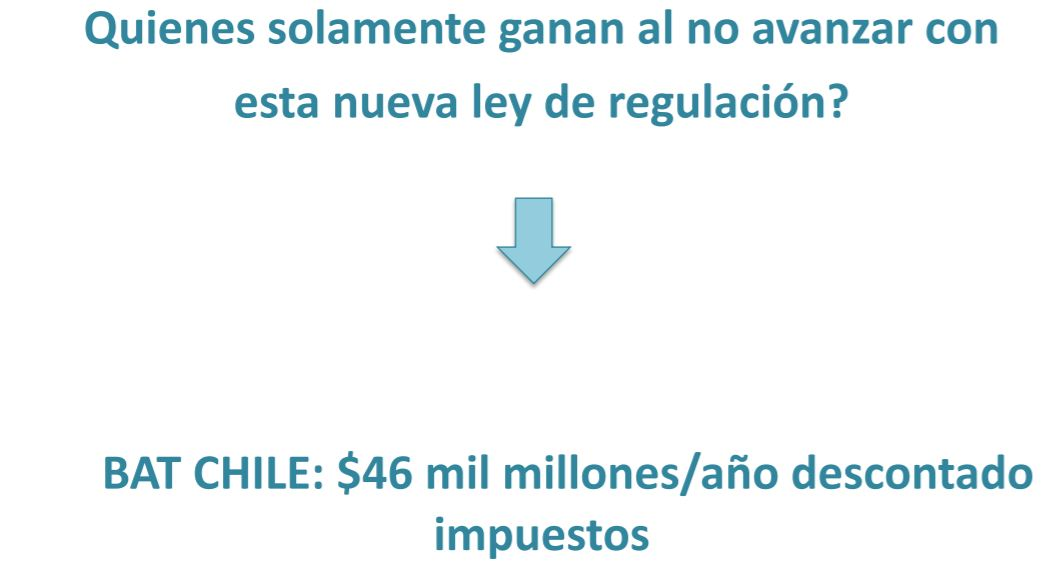 Quienes solamente ganan al no avanzar con
esta nueva ley de regulación?
BAT CHILE: $46 mil millones/año descontado
impuestos